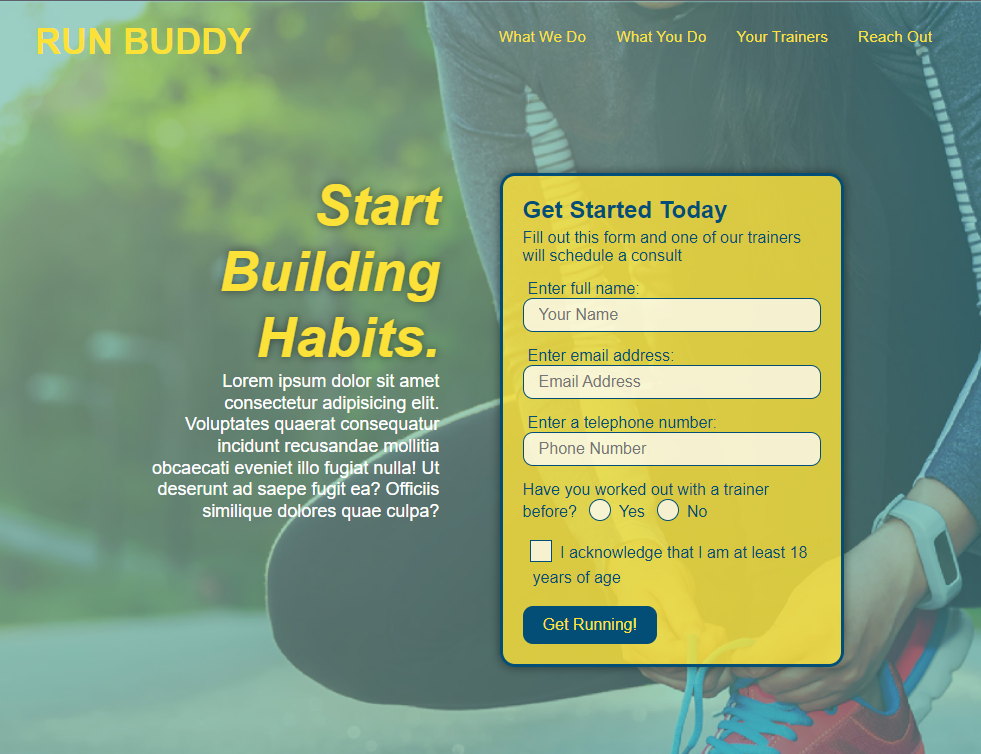 RUN BUDDY
What We Do
What You Do
Your Trainers
Reach Out
Start
Building
Habits.
Lorem ipsum dolor sit amet
consectetur adipisicing elit.
Voluptates quaerat consequatur
incidunt recusandae mollitia
obcaecati eveniet illo fugiat nulla! Ut
deserunt ad saepe fugit ea? Officiis
similique dolores quae culpa?
Get Started Today
Fill out this form and one of our trainers
will schedule a consult
Enter full name:
Your Name
Enter email address:
Email Address
Enter a telephone number:
Phone Number
Have you worked out with a trainer
before? Yes No
I acknowledge that I am at least 18
years of age
Get Running!